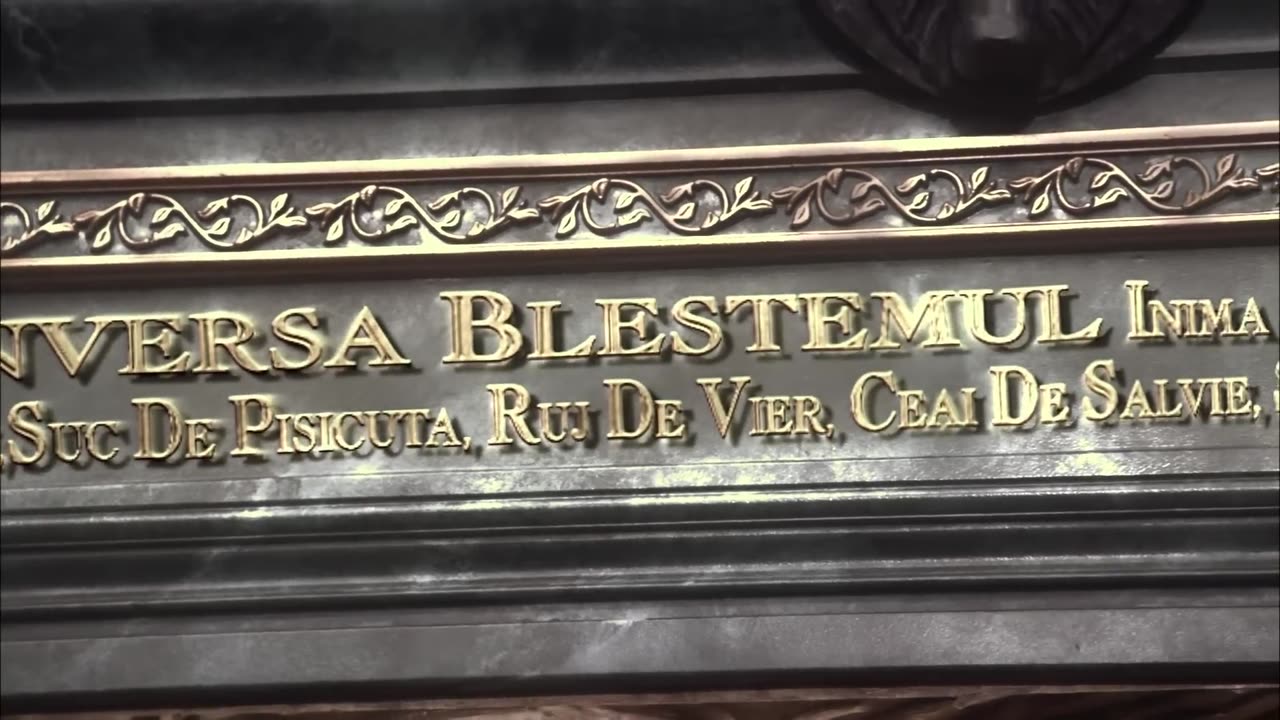 NVERSA BLESTEMUL INIMA
, SUC DE PISICUTA, RUJ DE VIER, CEAI DE SALVIE,